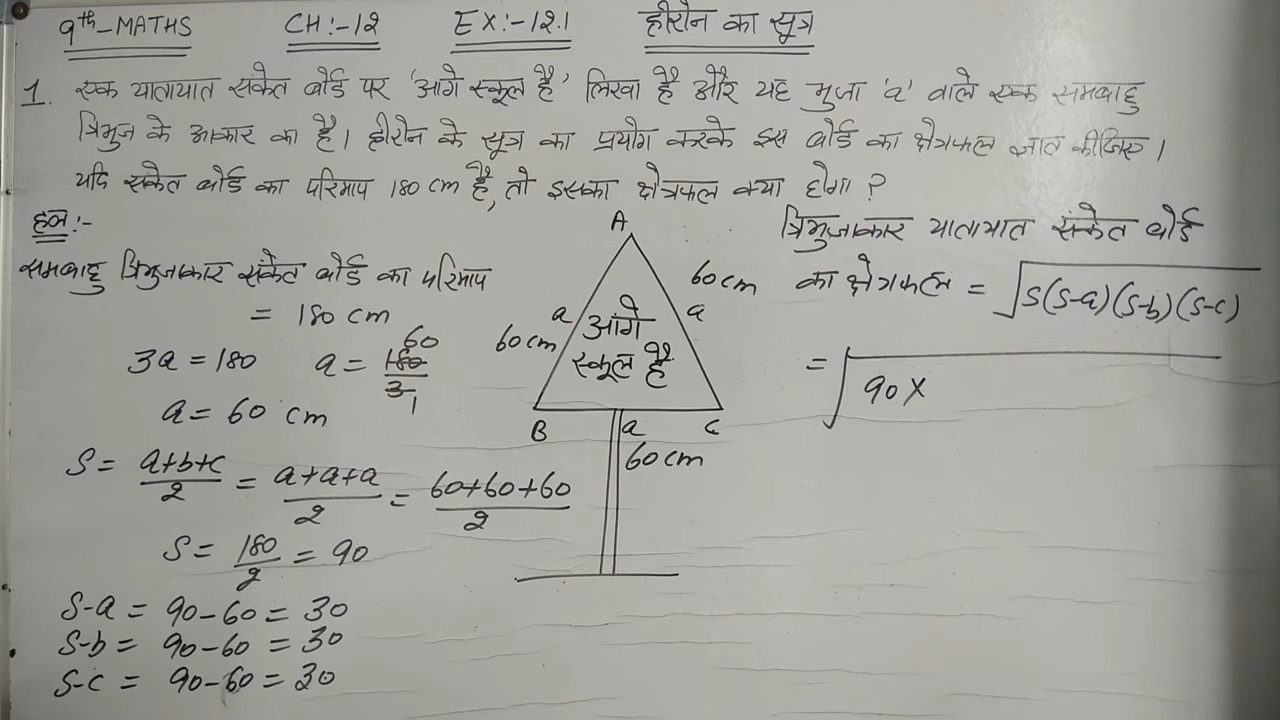 9th-MATHS CH:-12 EX:-12.1 हीरोन का सूत्र
1. एक यातायात संकेत बोर्ड पर 'आगे स्कूल है' लिखा है और यह भुजा 'a' वाले एक समबाहु
त्रिभुज के आकार का है। हीरोन के सूत्र का प्रयोग करके इस बोर्ड का क्षेत्रफल ज्ञात कीजिए।
यदि संकेत बोर्ड का परिमाप 180 cm है, तो इसका क्षेत्रफल क्या होगा ?
हल :-
समबाहु त्रिभुजाकार संकेत बोर्ड का परिमाप
= 180 cm
3a = 180 a = 180/3 60 1
a = 60 cm
S = a+b+c/2 = a+a+a/2 = 60+60+60/2
S = 180/2 = 90
S-a = 90-60 = 30
S-b = 90-60 = 30
S-c = 90-60 = 30
A
a a
60cm 60cm
आगे
स्कूल है
B a C
60cm
त्रिभुजाकार यातायात संकेत बोर्ड
का क्षेत्रफल = √S(S-a)(S-b)(S-c)
= √90×